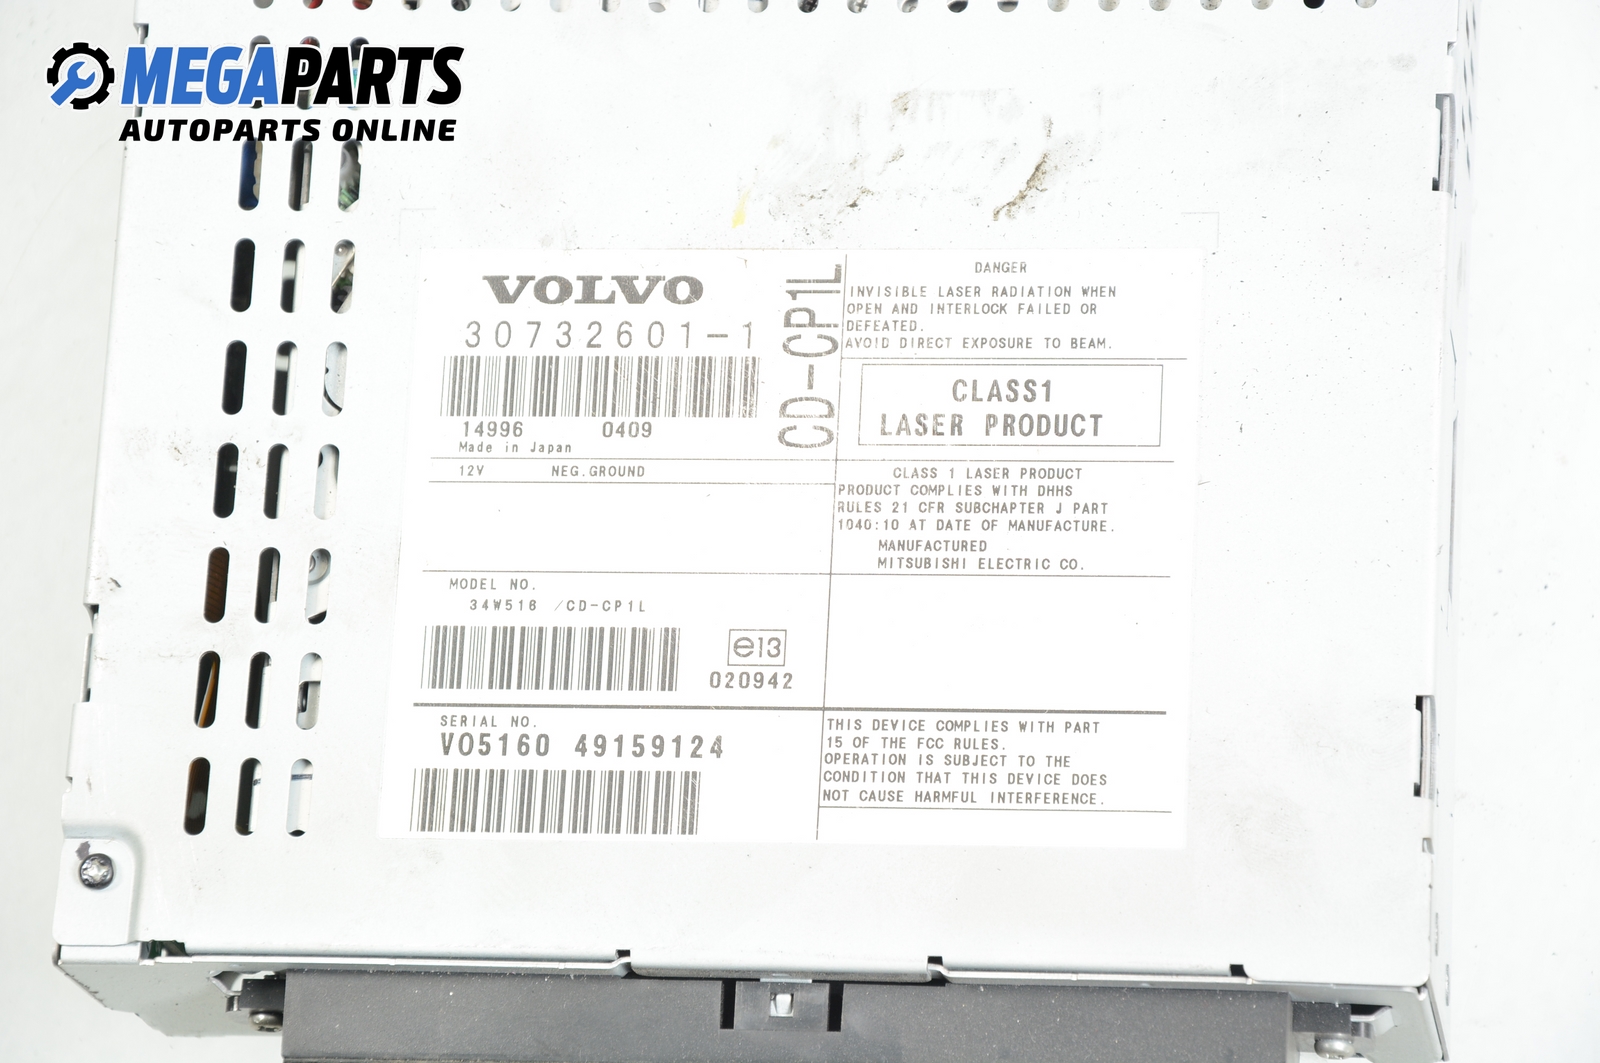 MEGAPARTS
AUTOPARTS ONLINE
VOLVO
30732601-1
14996 0409
Made in Japan
12V NEG.GROUND
CD-CP1L
DANGER
INVISIBLE LASER RADIATION WHEN
OPEN AND INTERLOCK FAILED OR
DEFEATED.
AVOID DIRECT EXPOSURE TO BEAM.
CLASS1
LASER PRODUCT
CLASS 1 LASER PRODUCT
PRODUCT COMPLIES WITH DHHS
RULES 21 CFR SUBCHAPTER J PART
1040:10 AT DATE OF MANUFACTURE.
MANUFACTURED
MITSUBISHI ELECTRIC CO.
MODEL NO.
34W516 /CD-CP1L
e13
020942
SERIAL NO.
VO5160 49159124
THIS DEVICE COMPLIES WITH PART
15 OF THE FCC RULES.
OPERATION IS SUBJECT TO THE
CONDITION THAT THIS DEVICE DOES
NOT CAUSE HARMFUL INTERFERENCE.